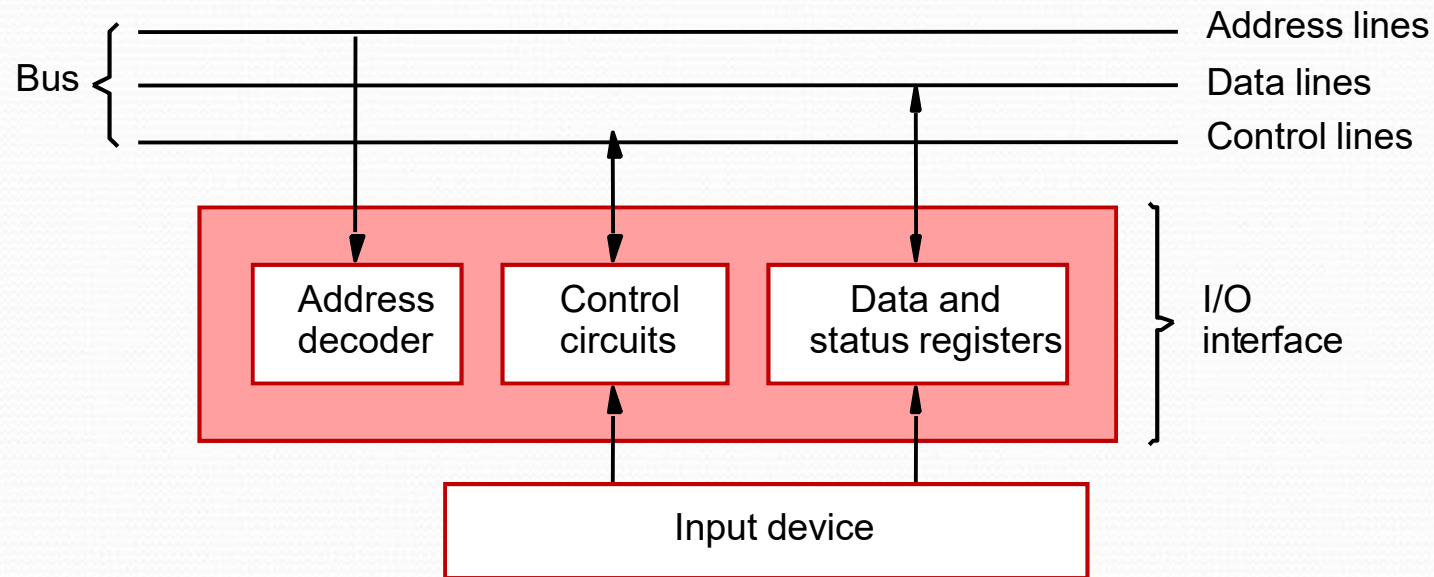 Address lines
Bus
Data lines
Control lines
Address
decoder
Control
circuits
Data and
status registers
I/O
interface
Input device